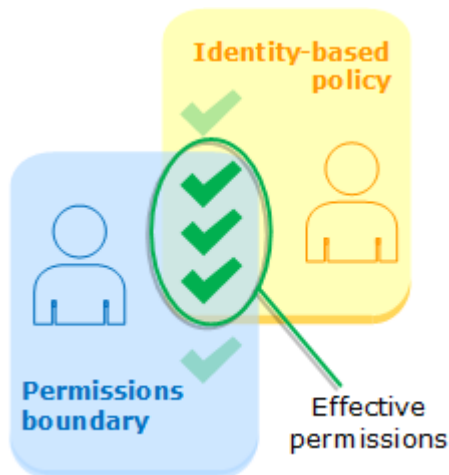 Identity-based
policy
Permissions
boundary
Effective
permissions